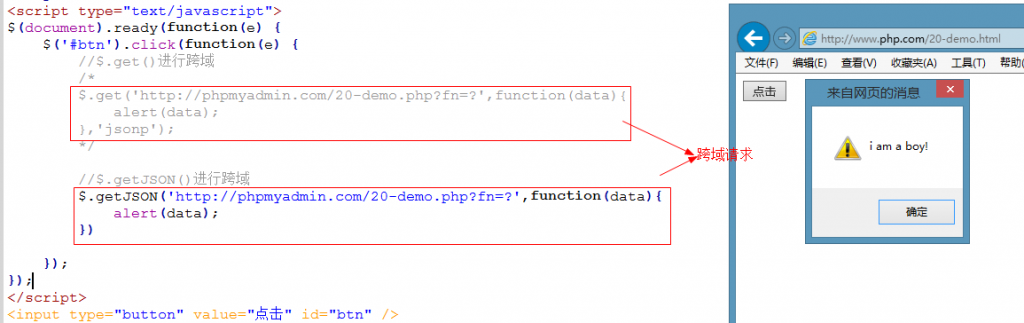 <script type="text/javascript">
$(document).ready(function(e) {
$('#btn').click(function(e) {
//$.get()进行跨域
/*
$.get('http://phpmyadmin.com/20-demo.php?fn=?',function(data){
alert(data);
},'jsonp');
*/
跨域请求
//$.getJSON()进行跨域
$.getJSON('http://phpmyadmin.com/20-demo.php?fn=?',function(data){
alert(data);
})
});
});
</script>
<input type="button" value="点击" id="btn" />
http://www.php.com/20-demo.html
文件(F) 编辑(E) 查看(V) 收藏夹(A) 工具(T) 帮助(
点击
来自网页的消息
i am a boy!
确定